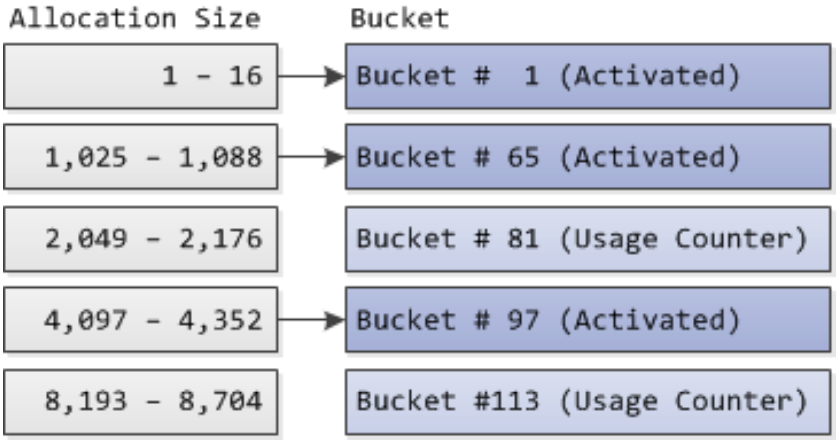 Allocation Size Bucket
1 – 16 Bucket #  1 (Activated)
1,025 – 1,088 Bucket # 65 (Activated)
2,049 – 2,176 Bucket # 81 (Usage Counter)
4,097 – 4,352 Bucket # 97 (Activated)
8,193 – 8,704 Bucket #113 (Usage Counter)